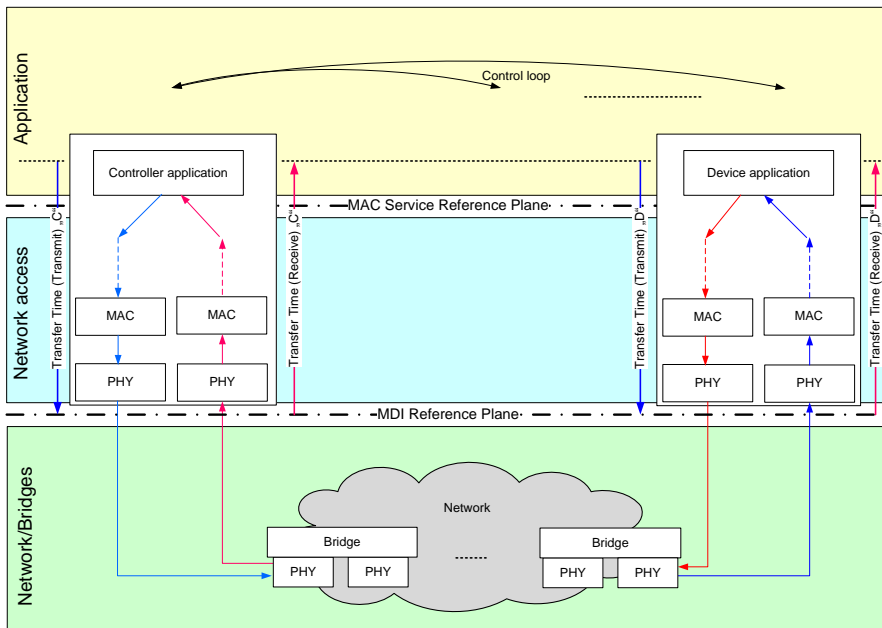 Application
Control loop
Controller application
Device application
MAC Service Reference Plane
Network access
Transfer Time (Transmit) „C“
Transfer Time (Receive) „C“
Transfer Time (Transmit) „D“
Transfer Time (Receive) „D“
MAC
MAC
MAC
MAC
PHY
PHY
PHY
PHY
MDI Reference Plane
Network/Bridges
Network
Bridge
Bridge
PHY
PHY
PHY
PHY